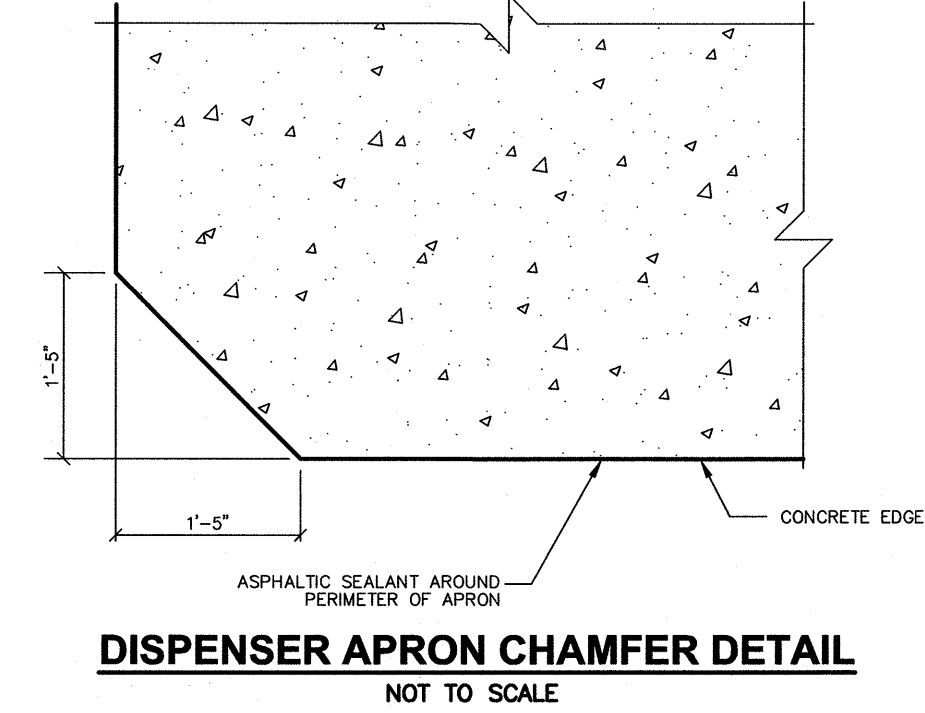 1'-5"
1'-5"
CONCRETE EDGE
ASPHALTIC SEALANT AROUND
PERIMETER OF APRON
DISPENSER APRON CHAMFER DETAIL
NOT TO SCALE